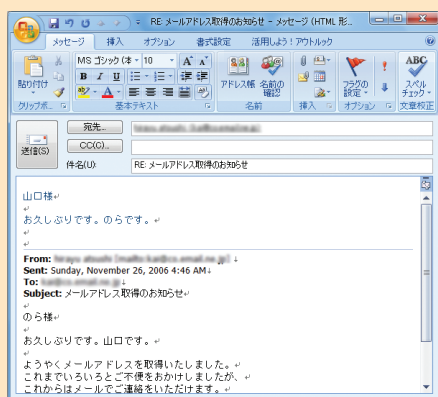 RE: メールアドレス取得のお知らせ - メッセージ (HTML 形...
メッセージ 挿入 オプション 書式設定 活用しよう!アウトルック
MS ゴシック (本 10 A A
B I U
貼り付け
アドレス帳 名前の確認
フラグの設定
ABC
スペルチェック
クリップボ... 基本テキスト 名前 挿入 オプション 文章校正
送信(S)
宛先...
CC(C)...
件名(U): RE: メールアドレス取得のお知らせ
山口様
お久しぶりです。のらです。
From:
Sent: Sunday, November 26, 2006 4:46 AM
To:
Subject: メールアドレス取得のお知らせ
のら様
お久しぶりです。山口です。
ようやくメールアドレスを取得いたしました。
これまでいろいろとご不便をおかけしましたが、
これからはメールでご連絡をいただけます。